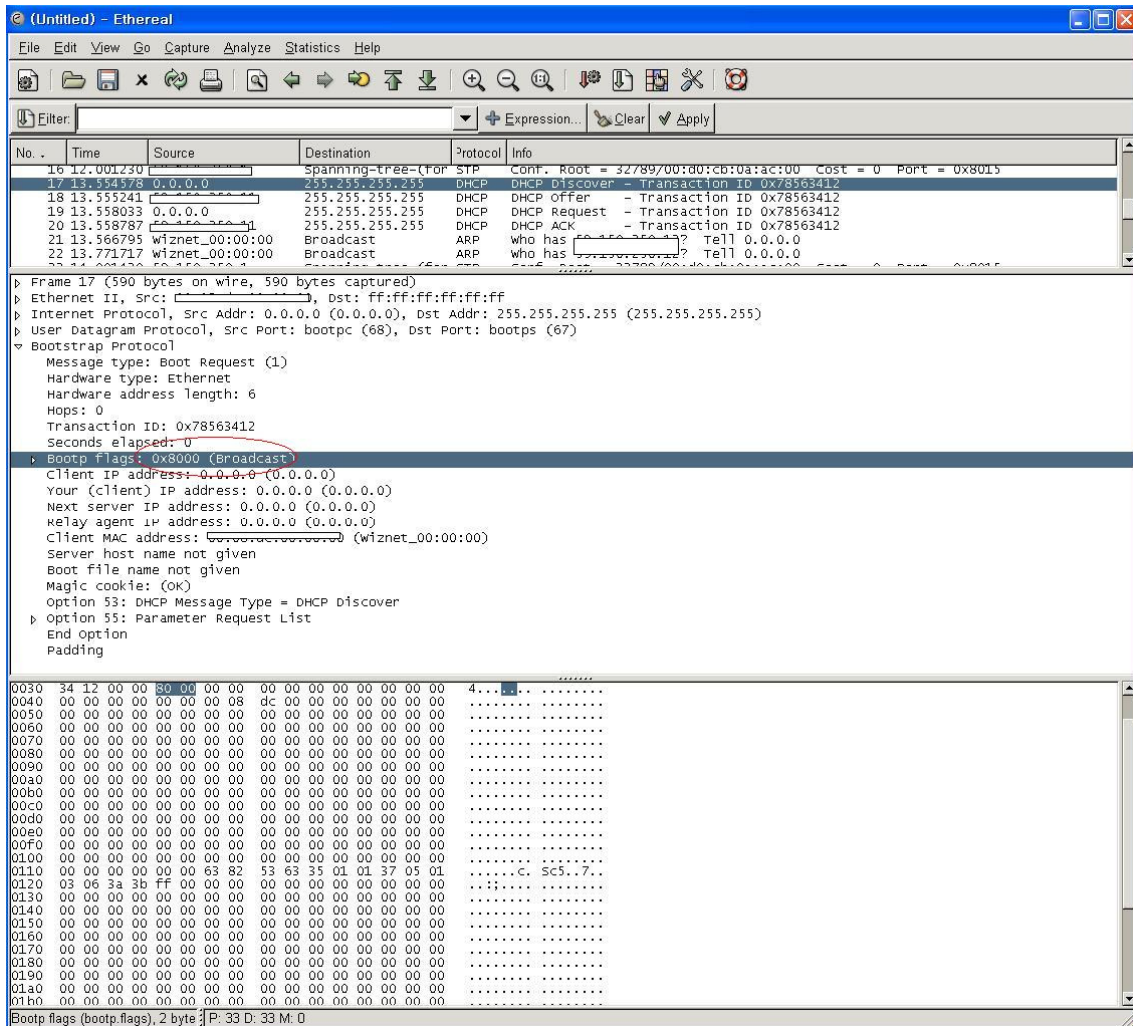 (Untitled) - Ethereal
File Edit View Go Capture Analyze Statistics Help
Filter: Expression... Clear Apply
No. . Time Source Destination Protocol Info
16 12.001230 Spanning-tree-(for STP Conf. Root = 32789/00:d0:cb:0a:ac:00 Cost = 0 Port = 0x8015
17 13.554578 0.0.0.0 255.255.255.255 DHCP DHCP Discover - Transaction ID 0x78563412
18 13.555241 255.255.255.255 DHCP DHCP Offer - Transaction ID 0x78563412
19 13.558033 0.0.0.0 255.255.255.255 DHCP DHCP Request - Transaction ID 0x78563412
20 13.558787 255.255.255.255 DHCP DHCP ACK - Transaction ID 0x78563412
21 13.566795 Wiznet_00:00:00 Broadcast ARP Who has ? Tell 0.0.0.0
22 13.771717 Wiznet_00:00:00 Broadcast ARP Who has ? Tell 0.0.0.0
Frame 17 (590 bytes on wire, 590 bytes captured)
Ethernet II, Src: , Dst: ff:ff:ff:ff:ff:ff
Internet Protocol, Src Addr: 0.0.0.0 (0.0.0.0), Dst Addr: 255.255.255.255 (255.255.255.255)
User Datagram Protocol, Src Port: bootpc (68), Dst Port: bootps (67)
Bootstrap Protocol
Message type: Boot Request (1)
Hardware type: Ethernet
Hardware address length: 6
Hops: 0
Transaction ID: 0x78563412
Seconds elapsed: 0
Bootp flags: 0x8000 (Broadcast)
Client IP address: 0.0.0.0 (0.0.0.0)
Your (client) IP address: 0.0.0.0 (0.0.0.0)
Next server IP address: 0.0.0.0 (0.0.0.0)
Relay agent IP address: 0.0.0.0 (0.0.0.0)
Client MAC address: (Wiznet_00:00:00)
Server host name not given
Boot file name not given
Magic cookie: (OK)
Option 53: DHCP Message Type = DHCP Discover
Option 55: Parameter Request List
End Option
Padding
0030 34 12 00 00 80 00 00 00 00 00 00 00 00 00 00 00 4....... ........
0040 00 00 00 00 00 00 00 08 dc 00 00 00 00 00 00 00 ........ ........
0050 00 00 00 00 00 00 00 00 00 00 00 00 00 00 00 00 ........ ........
0060 00 00 00 00 00 00 00 00 00 00 00 00 00 00 00 00 ........ ........
0070 00 00 00 00 00 00 00 00 00 00 00 00 00 00 00 00 ........ ........
0080 00 00 00 00 00 00 00 00 00 00 00 00 00 00 00 00 ........ ........
0090 00 00 00 00 00 00 00 00 00 00 00 00 00 00 00 00 ........ ........
00a0 00 00 00 00 00 00 00 00 00 00 00 00 00 00 00 00 ........ ........
00b0 00 00 00 00 00 00 00 00 00 00 00 00 00 00 00 00 ........ ........
00c0 00 00 00 00 00 00 00 00 00 00 00 00 00 00 00 00 ........ ........
00d0 00 00 00 00 00 00 00 00 00 00 00 00 00 00 00 00 ........ ........
00e0 00 00 00 00 00 00 00 00 00 00 00 00 00 00 00 00 ........ ........
00f0 00 00 00 00 00 00 00 00 00 00 00 00 00 00 00 00 ........ ........
0100 00 00 00 00 00 00 00 00 00 00 00 00 00 00 00 00 ........ ........
0110 00 00 00 00 00 00 63 82 53 63 35 01 01 37 05 01 ......c. Sc5..7..
0120 03 06 3a 3b ff 00 00 00 00 00 00 00 00 00 00 00 ..:;.... ........
0130 00 00 00 00 00 00 00 00 00 00 00 00 00 00 00 00 ........ ........
0140 00 00 00 00 00 00 00 00 00 00 00 00 00 00 00 00 ........ ........
0150 00 00 00 00 00 00 00 00 00 00 00 00 00 00 00 00 ........ ........
0160 00 00 00 00 00 00 00 00 00 00 00 00 00 00 00 00 ........ ........
0170 00 00 00 00 00 00 00 00 00 00 00 00 00 00 00 00 ........ ........
0180 00 00 00 00 00 00 00 00 00 00 00 00 00 00 00 00 ........ ........
0190 00 00 00 00 00 00 00 00 00 00 00 00 00 00 00 00 ........ ........
01a0 00 00 00 00 00 00 00 00 00 00 00 00 00 00 00 00 ........ ........
01b0 00 00 00 00 00 00 00 00 00 00 00 00 00 00 00 00 ........ ........
Bootp flags (bootp.flags), 2 byte P: 33 D: 33 M: 0